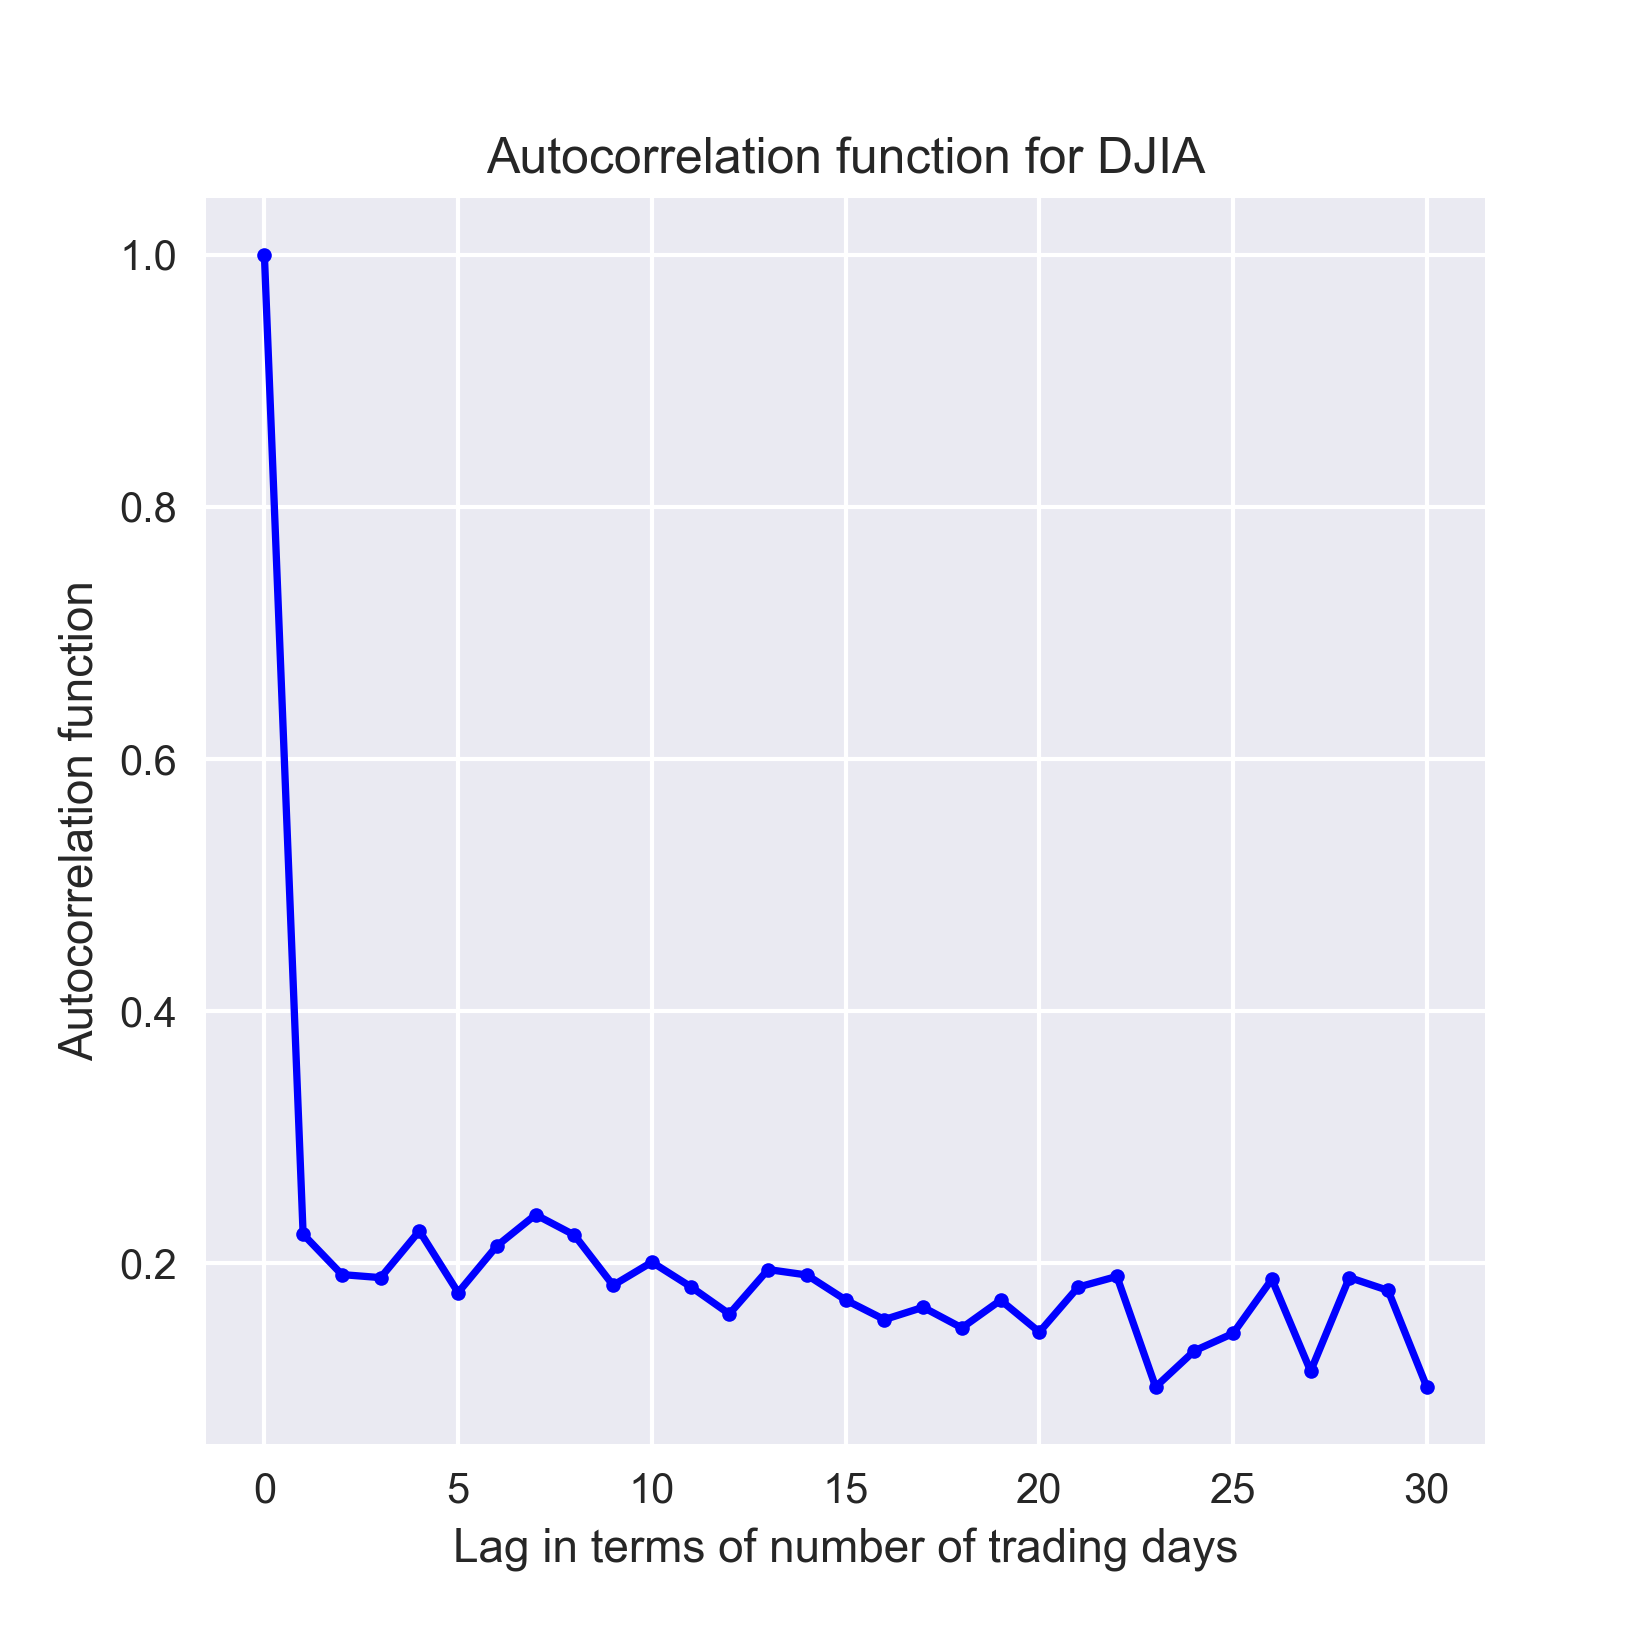 Autocorrelation function for DJIA
Autocorrelation function
1.0
0.8
0.6
0.4
0.2
0 5 10 15 20 25 30
Lag in terms of number of trading days